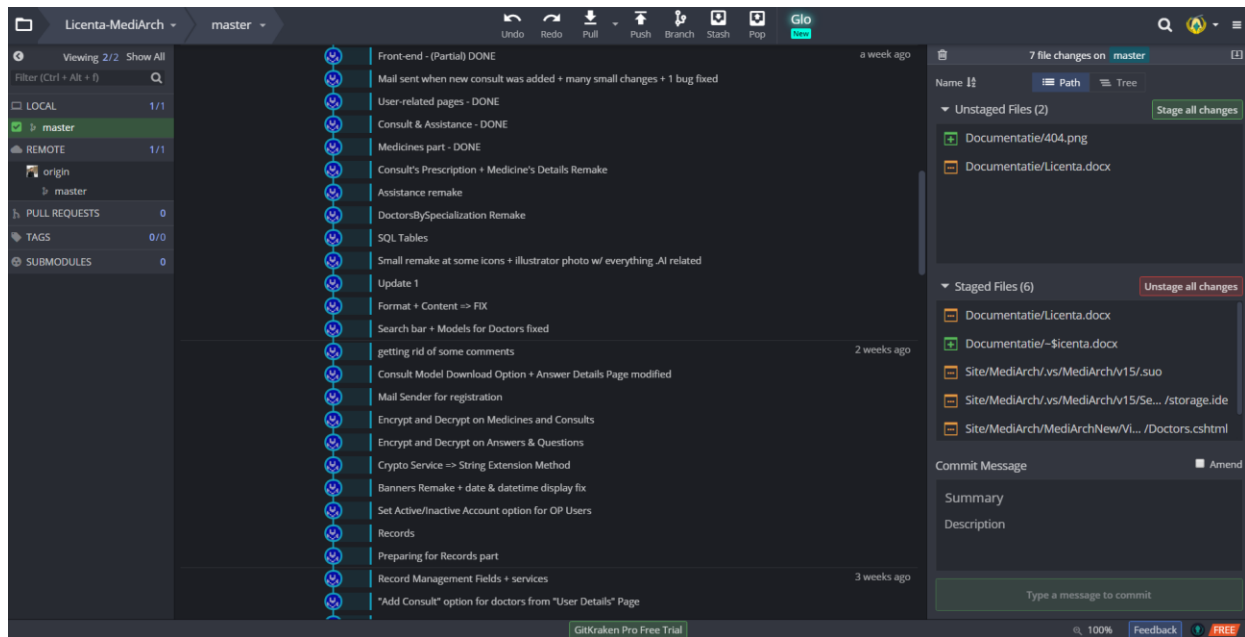 Licenta-MediArch
master
Undo
Redo
Pull
Push
Branch
Stash
Pop
Glo
New
Viewing 2/2 Show All
Filter (Ctrl + Alt + f)
LOCAL 1/1
master
REMOTE 1/1
origin
master
PULL REQUESTS 0
TAGS 0/0
SUBMODULES 0
Front-end - (Partial) DONE a week ago
Mail sent when new consult was added + many small changes + 1 bug fixed
User-related pages - DONE
Consult & Assistance - DONE
Medicines part - DONE
Consult's Prescription + Medicine's Details Remake
Assistance remake
DoctorsBySpecialization Remake
SQL Tables
Small remake at some icons + illustrator photo w/ everything .AI related
Update 1
Format + Content => FIX
Search bar + Models for Doctors fixed
getting rid of some comments 2 weeks ago
Consult Model Download Option + Answer Details Page modified
Mail Sender for registration
Encrypt and Decrypt on Medicines and Consults
Encrypt and Decrypt on Answers & Questions
Crypto Service => String Extension Method
Banners Remake + date & datetime display fix
Set Active/Inactive Account option for OP Users
Records
Preparing for Records part
Record Management Fields + services 3 weeks ago
"Add Consult" option for doctors from "User Details" Page
7 file changes on master
Name
Path
Tree
Unstaged Files (2)
Stage all changes
Documentatie/404.png
Documentatie/Licenta.docx
Staged Files (6)
Unstage all changes
Documentatie/Licenta.docx
Documentatie/~$icenta.docx
Site/MediArch/.vs/MediArch/v15/.suo
Site/MediArch/.vs/MediArch/v15/Se... /storage.ide
Site/MediArch/MediArchNew/Vi... /Doctors.cshtml
Commit Message
Amend
Summary
Description
Type a message to commit
GitKraken Pro Free Trial
100%
Feedback
FREE